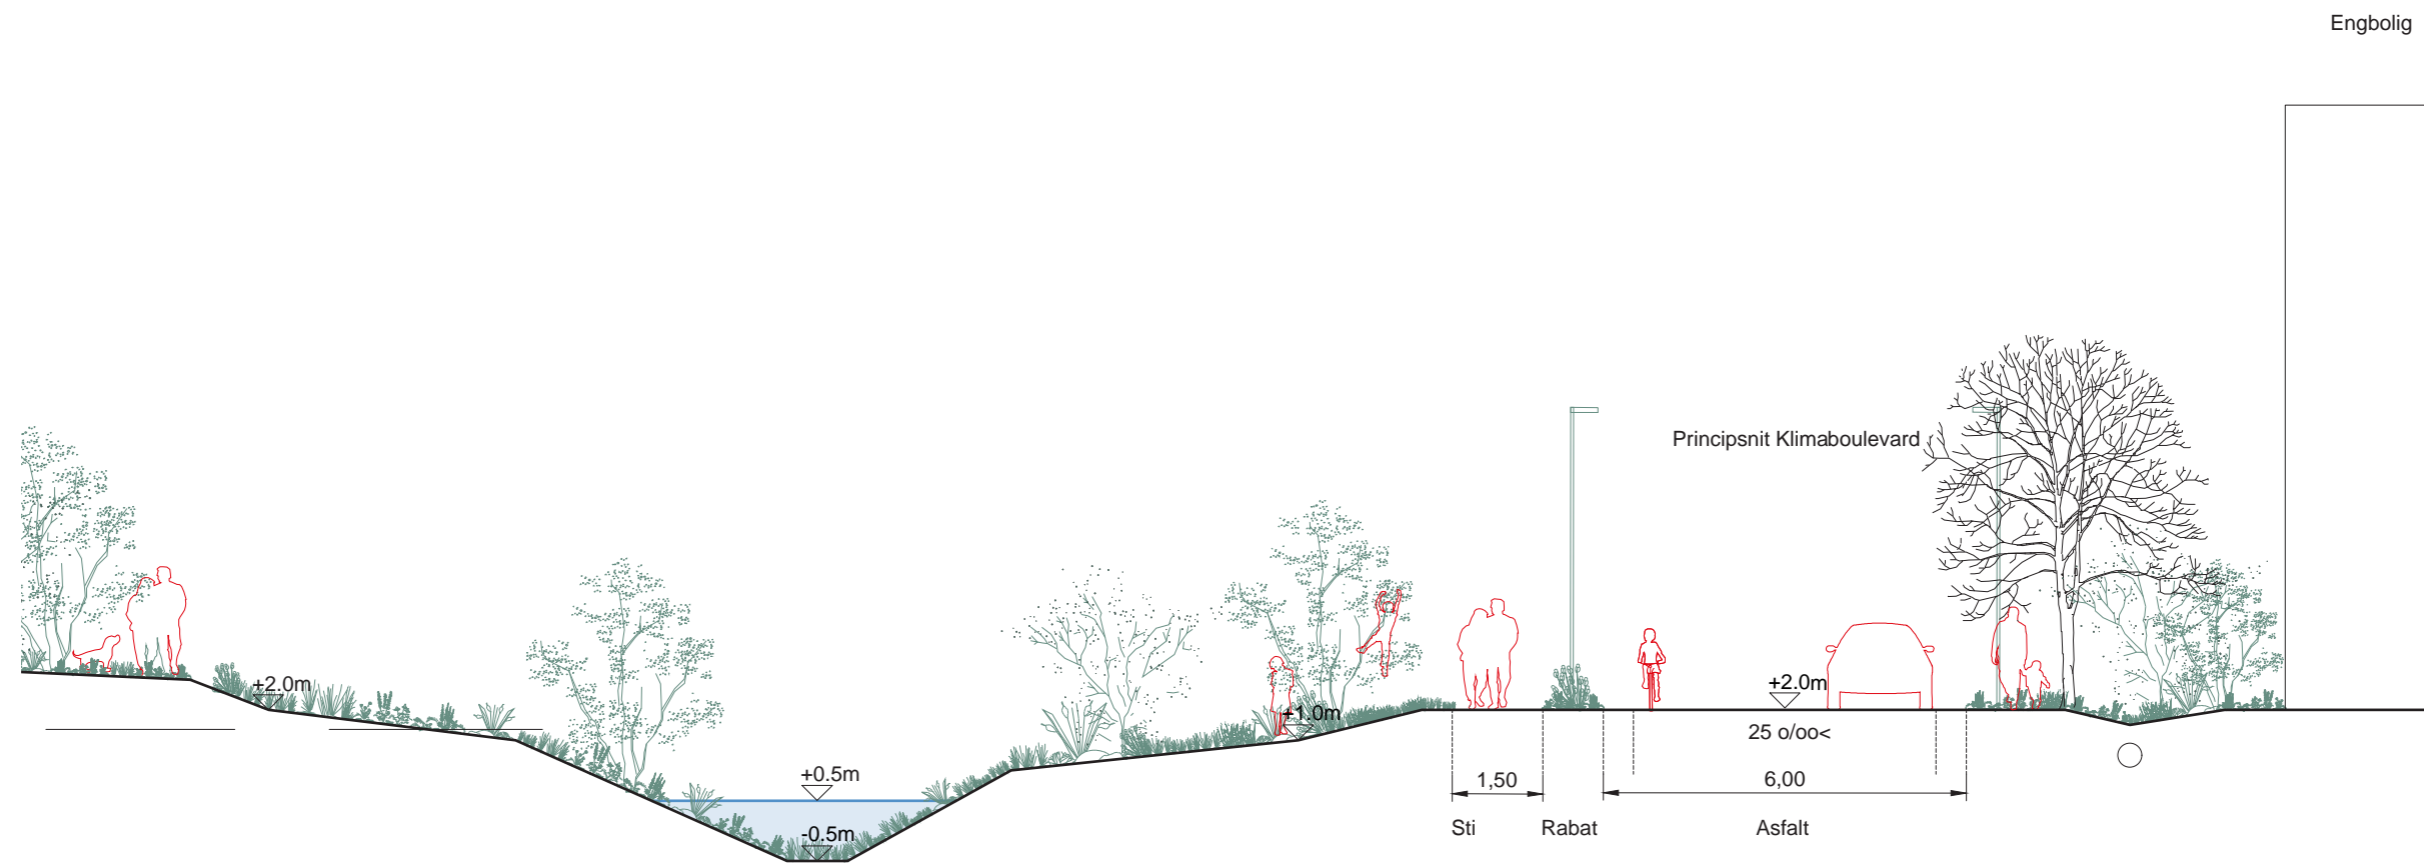 Engbolig
Principsnit Klimaboulevard
+2.0m
+2.0m
+1.0m
25 o/oo<
+0.5m
1,50
6,00
-0.5m
Sti
Rabat
Asfalt